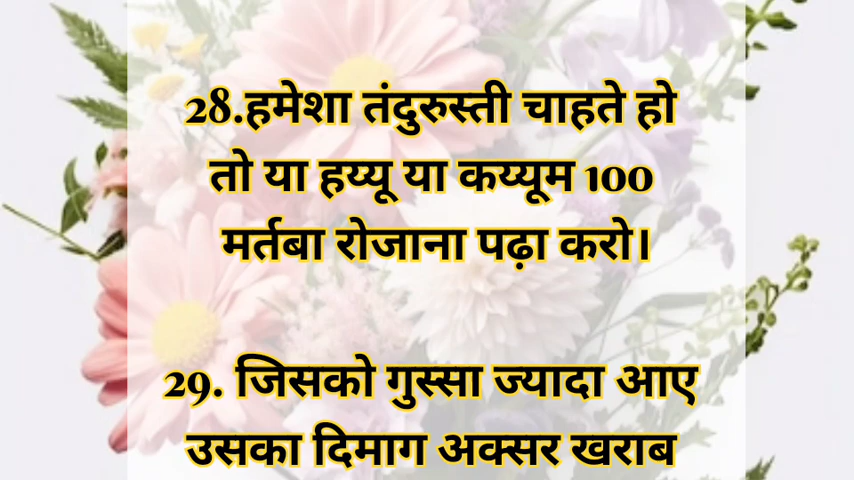 28.हमेशा तंदुरुस्ती चाहते हो
तो या हय्यू या कय्यूम 100
मर्तबा रोजाना पढ़ा करो।
29. जिसको गुस्सा ज्यादा आए
उसका दिमाग अक्सर खराब